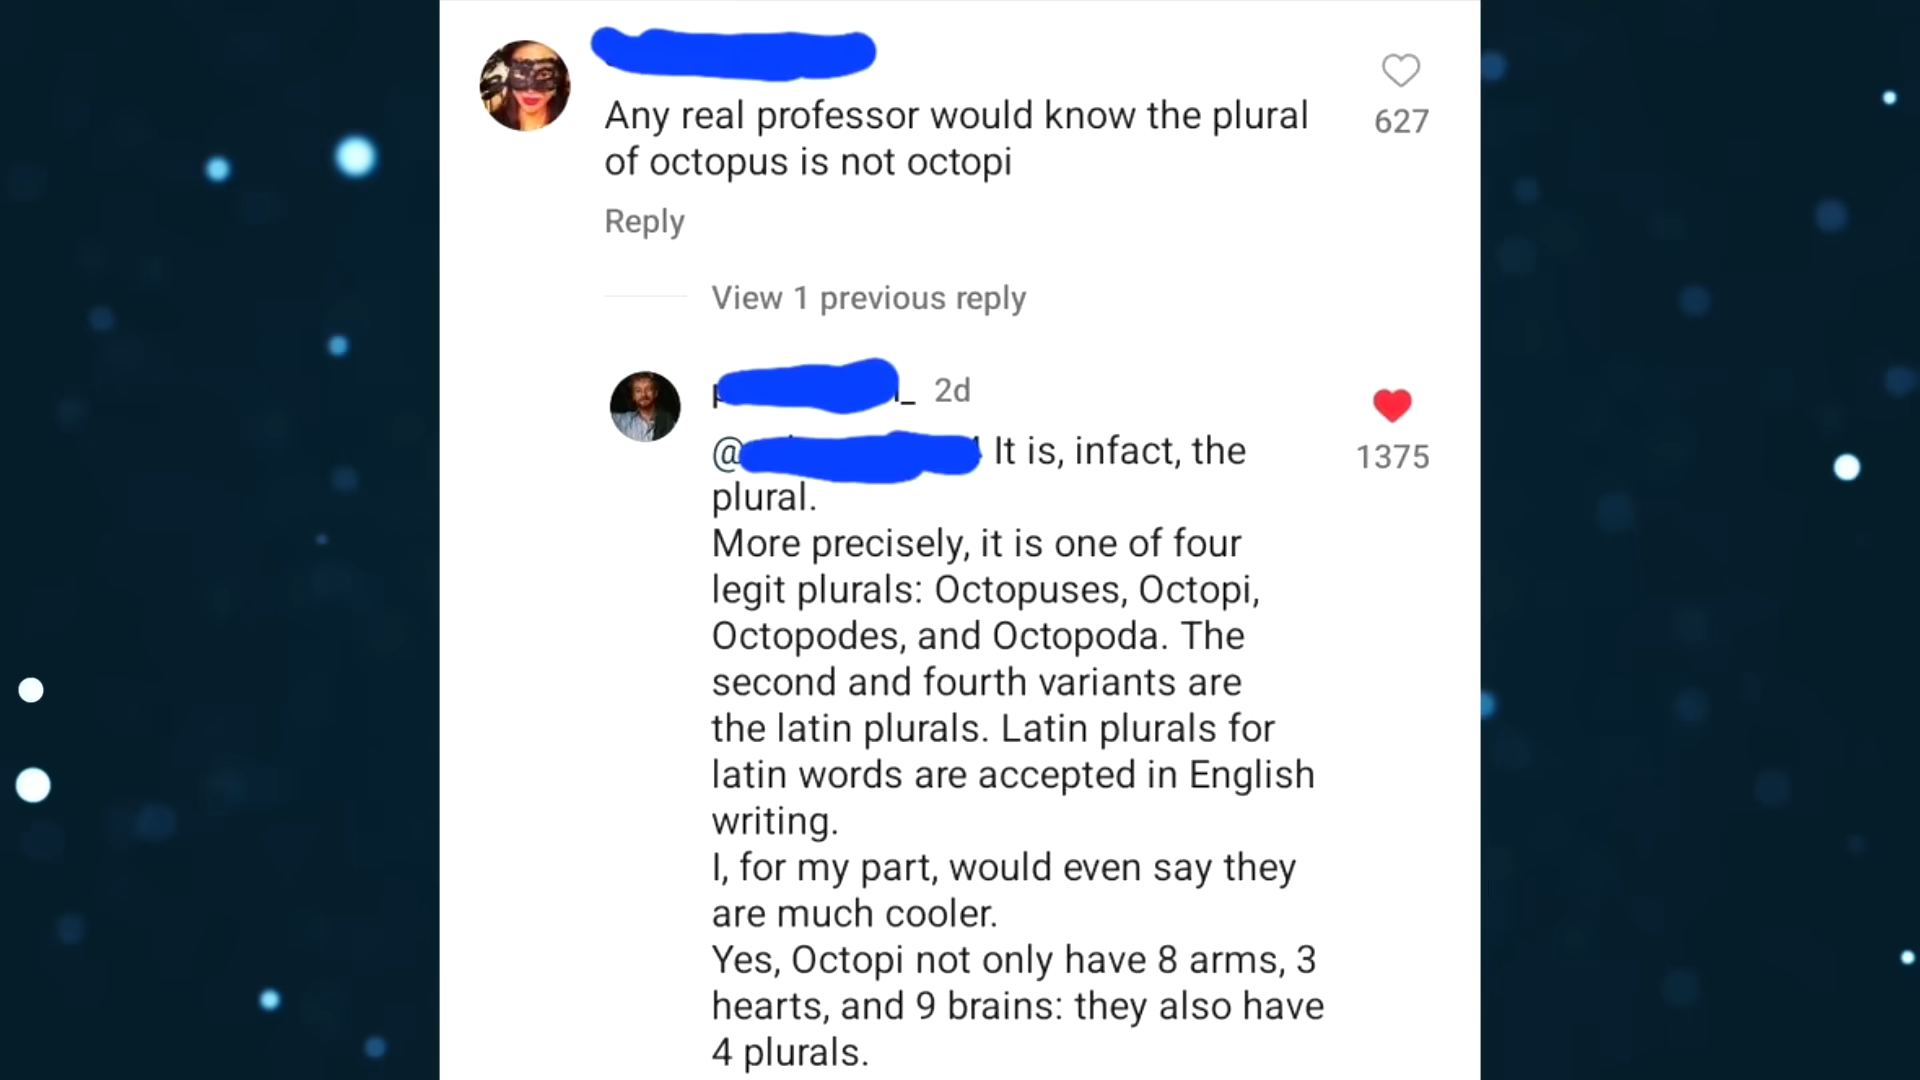 Any real professor would know the plural
of octopus is not octopi
627
Reply
View 1 previous reply
2d
@ It is, infact, the
1375
plural.
More precisely, it is one of four
legit plurals: Octopuses, Octopi,
Octopodes, and Octopoda. The
second and fourth variants are
the latin plurals. Latin plurals for
latin words are accepted in English
writing.
I, for my part, would even say they
are much cooler.
Yes, Octopi not only have 8 arms, 3
hearts, and 9 brains: they also have
4 plurals.